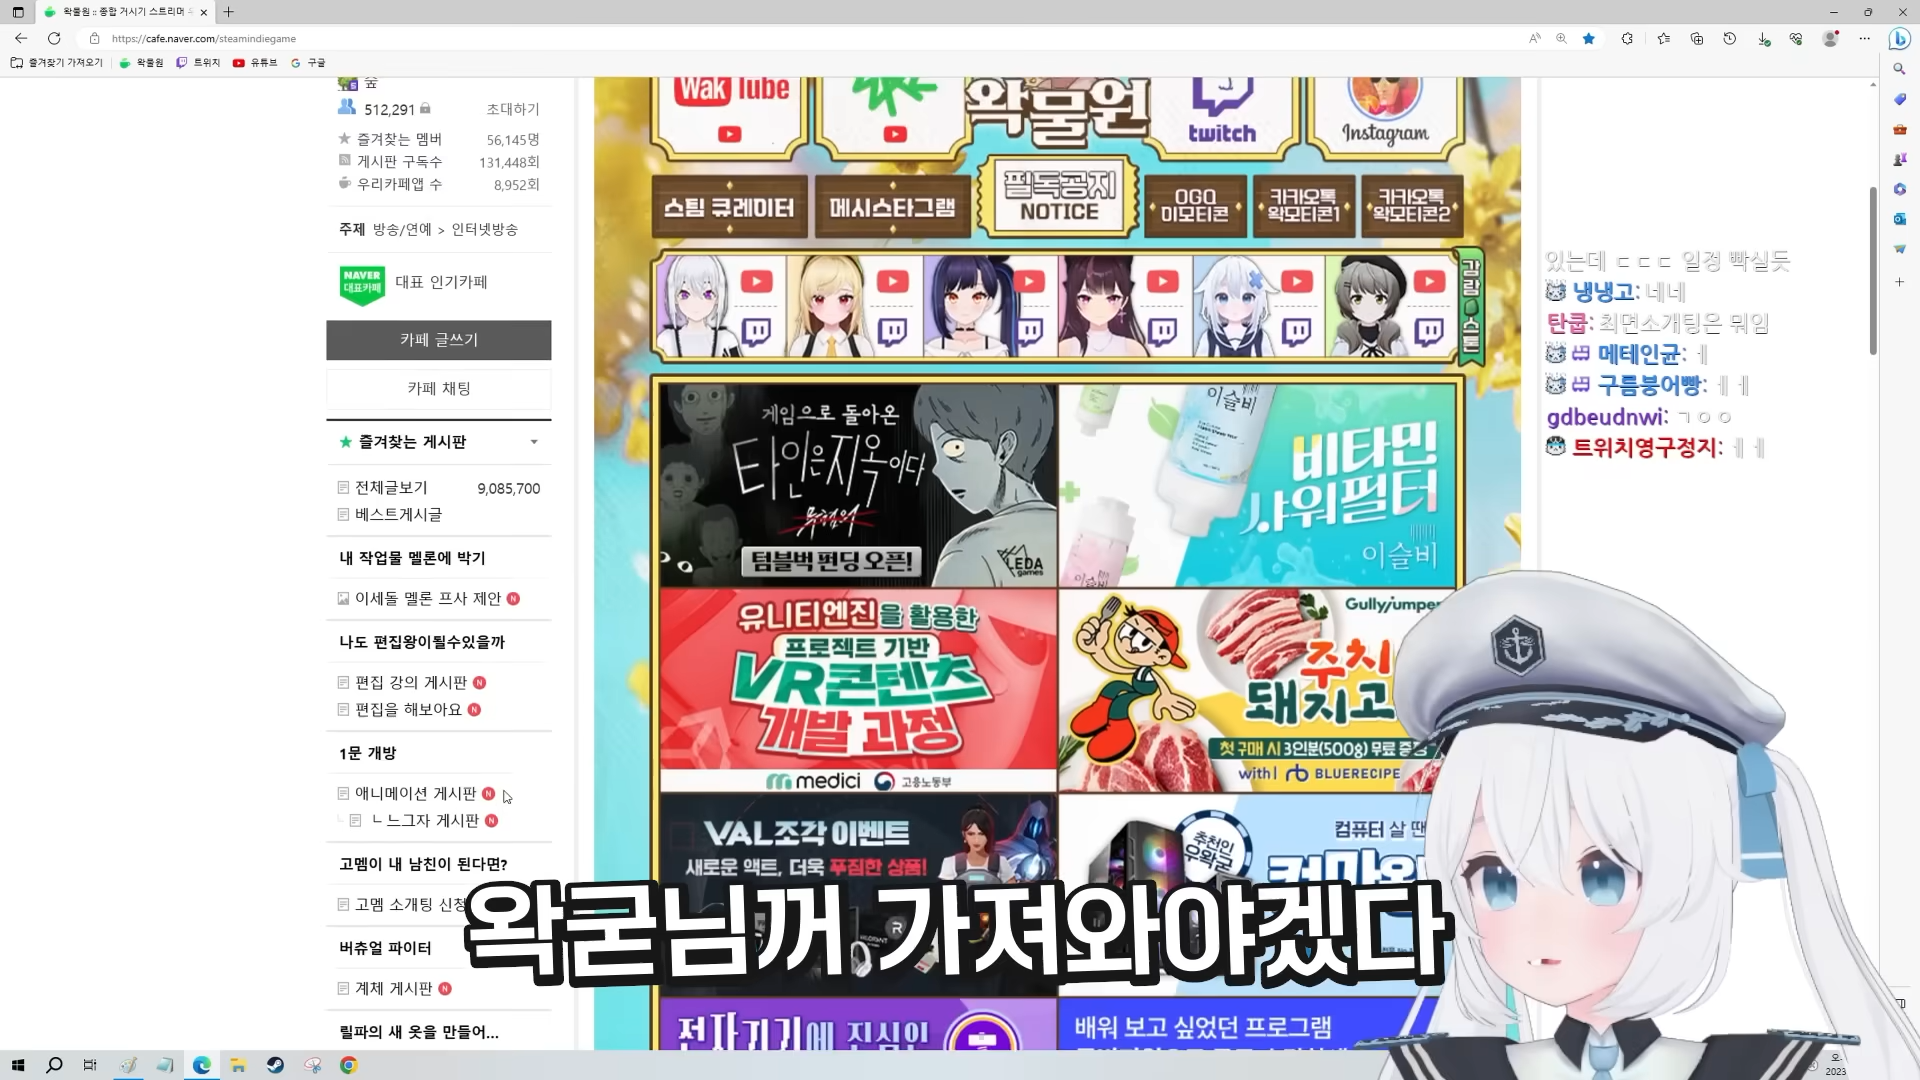 왁물원 :: 종합 거시기 스트리머
https://cafe.naver.com/steamindiegame
즐겨찾기 가져오기
왁물원
트위치
유튜브
구글
숲
512,291
초대하기
즐겨찾는 멤버 56,145명
게시판 구독수 131,448회
우리카페앱 수 8,952회
주제 방송/연예 > 인터넷방송
NAVER
대표카페
대표 인기카페
카페 글쓰기
카페 채팅
즐겨찾는 게시판
전체글보기 9,085,700
베스트게시글
내 작업물 멜론에 박기
이세돌 멜론 프사 제안 N
나도 편집왕이될수있을까
편집 강의 게시판 N
편집을 해보아요 N
1문 개방
애니메이션 게시판 N
ㄴ느그자 게시판 N
고멤이 내 남친이 된다면?
고멤 소개팅 신청
버츄얼 파이터
계체 게시판 N
릴파의 새 옷을 만들어...
WakTube
왁물원
twitch
Instagram
스팀 큐레이터
메시스타그램
필독공지
NOTICE
OGQ
이모티콘
카카오톡
왁모티콘1
카카오톡
왁모티콘2
게임으로 돌아온
타인은지옥이다
텀블벅 펀딩 오픈!
LEDA
games
이슬비
비타민
샤워필터
이슬비
유니티엔진을 활용한
프로젝트 기반
VR콘텐츠
개발 과정
medici
고용노동부
Gullyjumper
주치
돼지고
첫 구매 시 3인분(500g) 무료 증정
with BLUERECIPE
VAL조각 이벤트
새로운 액트, 더욱 푸짐한 상품!
추천인
우왁굳
컴퓨터 살 땐
컴마왕
전자기기에 진심인
배워 보고 싶었던 프로그램
있는데 ㄷㄷㄷ 일정 빡실듯
냉냉고: 네네
탄쿱: 최면소개팅은 뭐임
메테인균: ㅔ
구름붕어빵: ㅔㅔ
gdbeudnwi: ㄱㅇㅇ
트위치영구정지: ㅔㅔ
왁굳님꺼 가져와야겠다
2023